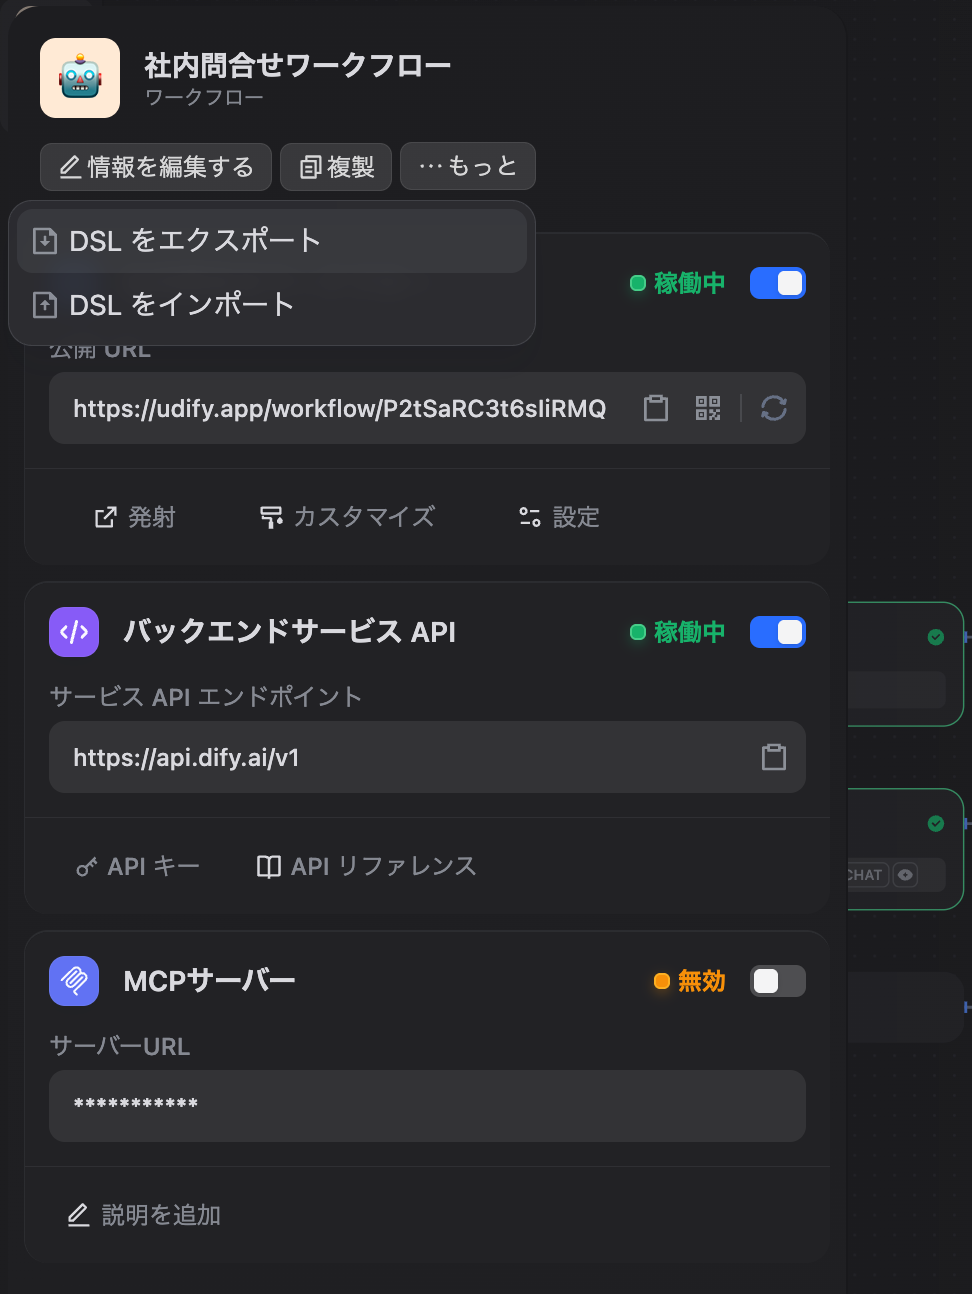 社内問合せワークフロー
ワークフロー
情報を編集する 複製 ··· もっと
DSL をエクスポート
DSL をインポート
稼働中
公開 URL
https://udify.app/workflow/P2tSaRC3t6sIiRMQ
発射 カスタマイズ 設定
バックエンドサービス API 稼働中
サービス API エンドポイント
https://api.dify.ai/v1
CHAT
API キー API リファレンス
MCPサーバー 無効
サーバーURL
***********
説明を追加